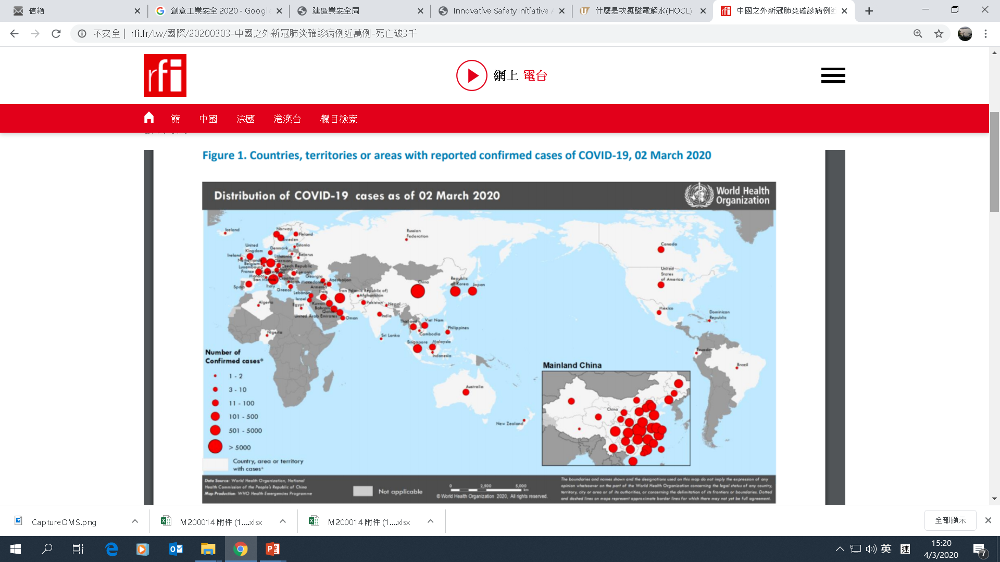 信箱
創意工業安全 2020 - Google
建造業安全周
Innovative Safety Initiative A
什麼是次氯酸電解水(HOCL)
中國之外新冠肺炎確診病例近
不安全 | rfi.fr/tw/國際/20200303-中國之外新冠肺炎確診病例近萬例-死亡破3千
rfi
網上 電台
簡 中國 法國 港澳台 欄目檢索
Figure 1. Countries, territories or areas with reported confirmed cases of COVID-19, 02 March 2020
Distribution of COVID-19 cases as of 02 March 2020
World Health
Organization
Iceland
Norway
Finland
Sweden
Estonia
Russian
Federation
United
Kingdom
Denmark
Ireland
Lithuania
Belarus
Netherlands
Germany
Belgium
Czech Republic
Luxembourg
France
Romania
Monaco
San Marino
Croatia
Georgia
Azerbaijan
North Macedonia
Spain
Italy
Greece
Armenia
Lebanon
Iraq
Iran (Islamic Republic of)
Israel
Kuwait
Afghanistan
Algeria
Egypt
Bahrain
Pakistan
Nepal
Qatar
United Arab Emirates
Oman
India
China
Republic
of Korea
Japan
Thailand
Viet Nam
Cambodia
Philippines
Sri Lanka
Nigeria
Singapore
Malaysia
Indonesia
Australia
New Zealand
Canada
United
States
of America
Mexico
Dominican
Republic
Ecuador
Brazil
Number of
Confirmed cases*
1 - 2
3 - 10
11 - 100
101 - 500
501 - 5000
> 5000
Country, area or territory
with cases*
Mainland China
China
Data Source: World Health Organization, National
Health Commission of the People's Republic of China
Map Production: WHO Health Emergencies Programme
Not applicable
0 2,500 5,000
km
© World Health Organization 2020, All rights reserved.
The boundaries and names shown and the designations used on this map do not imply the expression of any
opinion whatsoever on the part of the World Health Organization concerning the legal status of any country,
territory, city or area or of its authorities, or concerning the delimitation of its frontiers or boundaries. Dotted
and dashed lines on maps represent approximate border lines for which there may not yet be full agreement.
CaptureOMS.png
M200014 附件 (1....xlsx
M200014 附件 (1....xlsx
全部顯示
英
速
15:20
4/3/2020
7